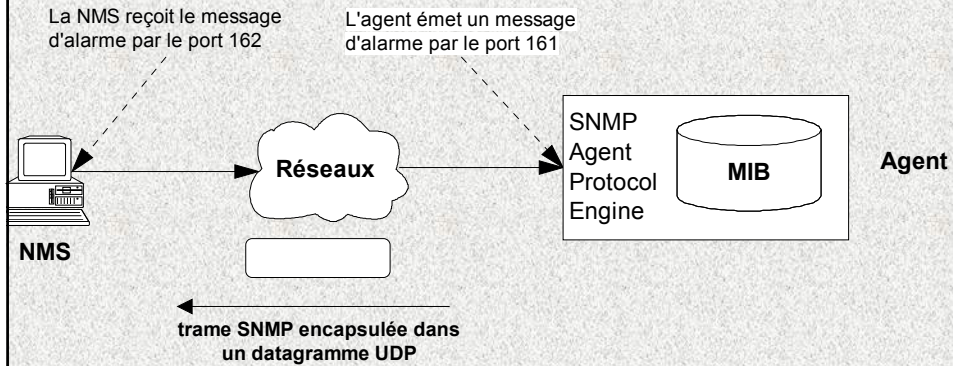 La NMS reçoit le message
d'alarme par le port 162
L'agent émet un message
d'alarme par le port 161
SNMP
Agent
Protocol
Engine
MIB
Agent
Réseaux
NMS
trame SNMP encapsulée dans
un datagramme UDP